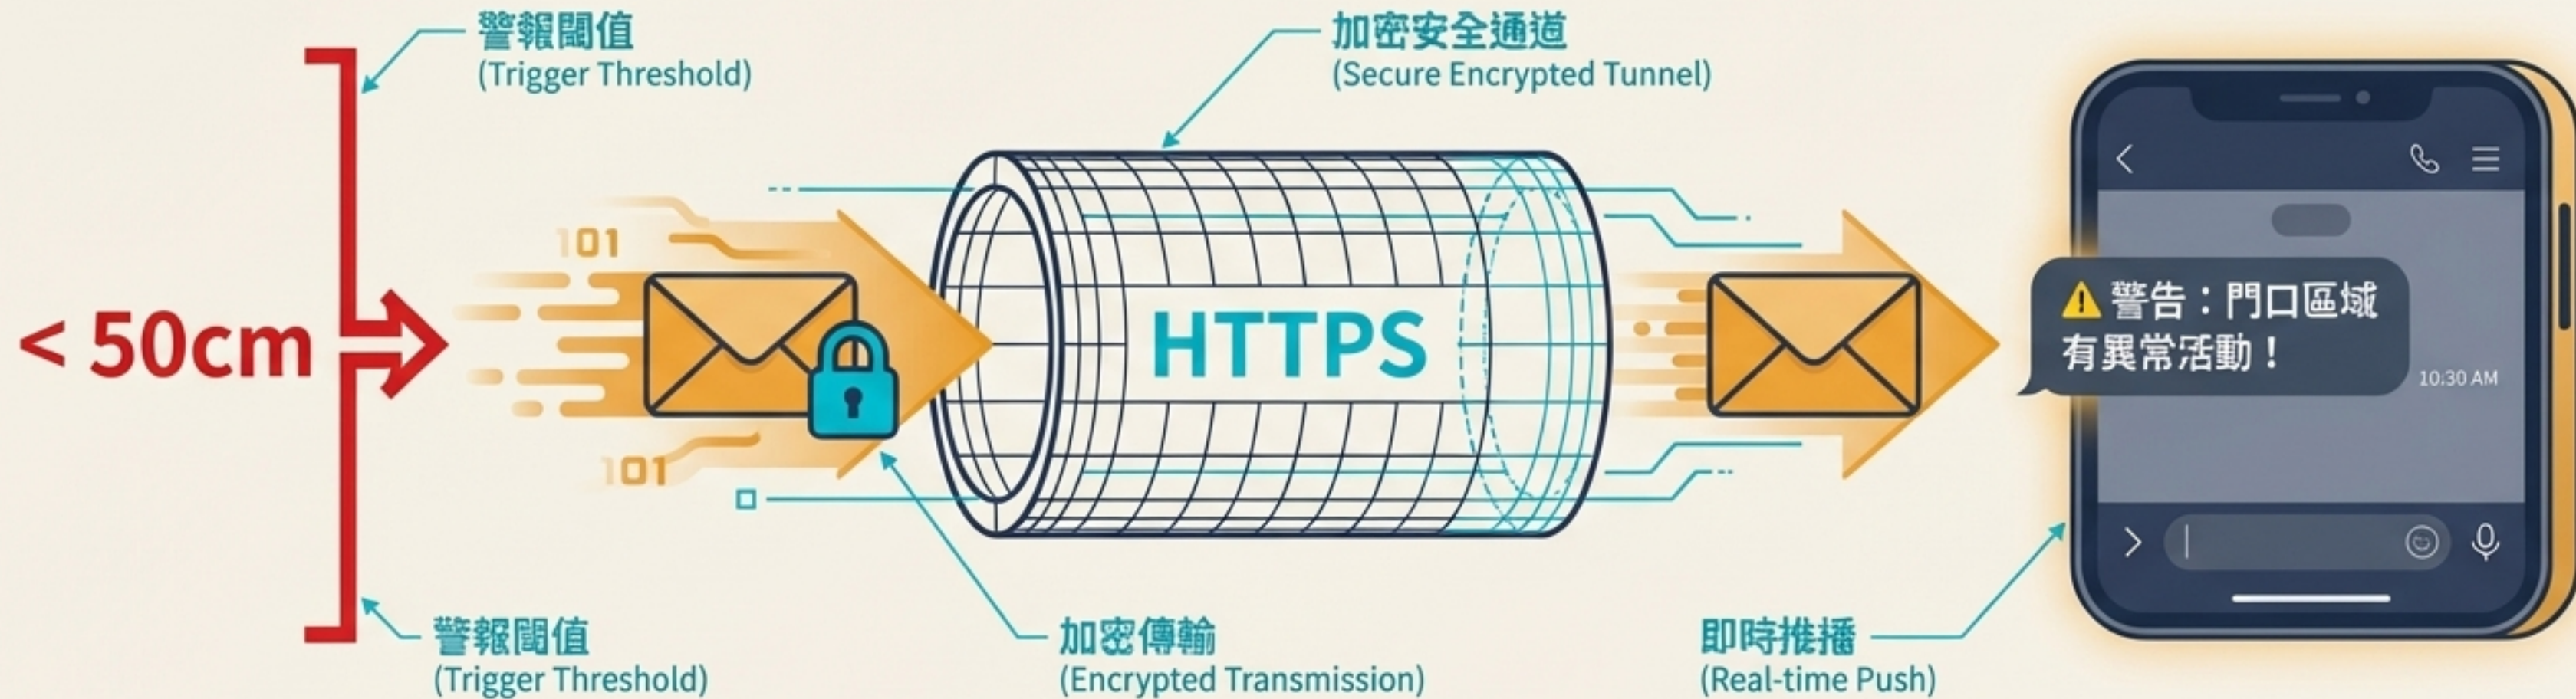 警報閾值
(Trigger Threshold)
加密安全通道
(Secure Encrypted Tunnel)
< 50cm
101
101
HTTPS
⚠ 警告：門口區域
有異常活動！
10:30 AM
警報閾值
(Trigger Threshold)
加密傳輸
(Encrypted Transmission)
即時推播
(Real-time Push)